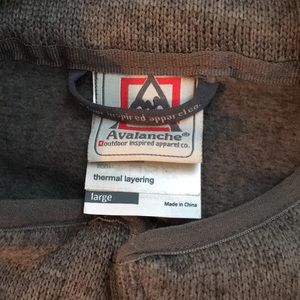 inspired apparel co.
Avalanche®
outdoor inspired apparel co.
thermal layering
large
Made in China